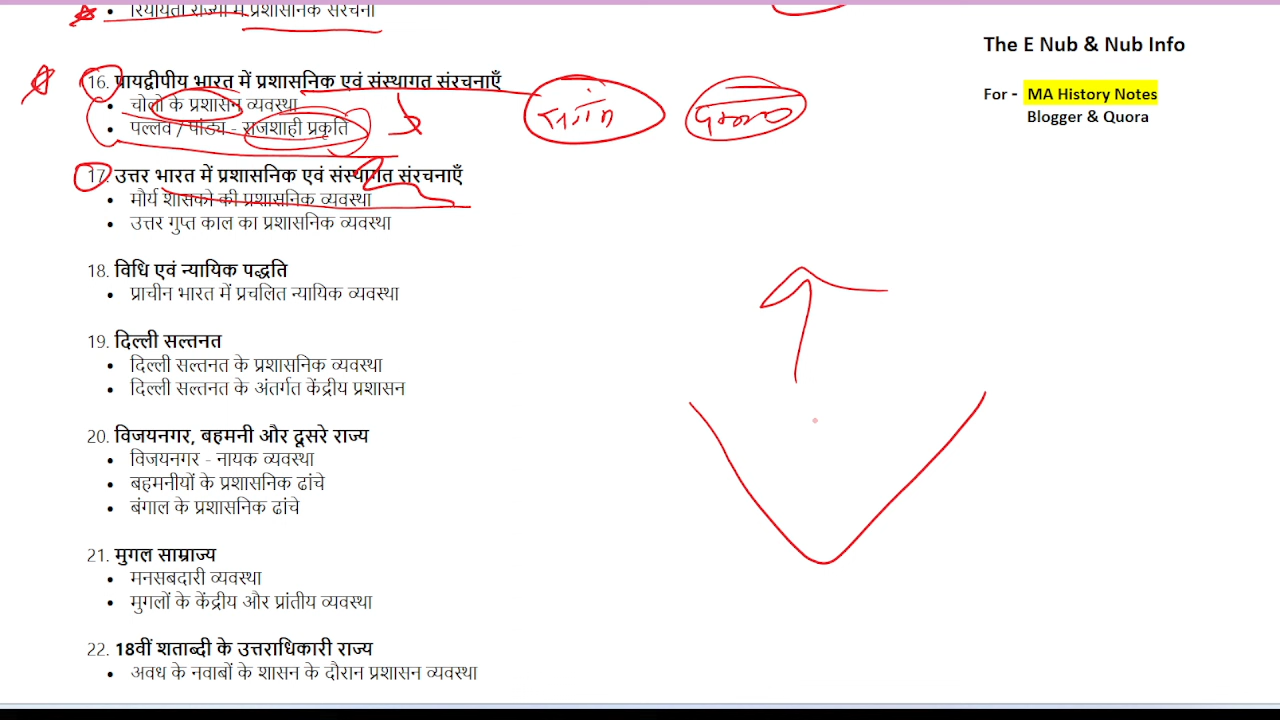 रियायती राज्यों में प्रशासनिक संरचना
The E Nub & Nub Info
16. पायद्वीपीय भारत में प्रशासनिक एवं संस्थागत संरचनाएँ
For - MA History Notes
चोलों के प्रशासन व्यवस्था
Blogger & Quora
पल्लव / पांड्य - राजशाही प्रकृति
17. उत्तर भारत में प्रशासनिक एवं संस्थागत संरचनाएँ
मौर्य शासकों की प्रशासनिक व्यवस्था
उत्तर गुप्त काल का प्रशासनिक व्यवस्था
18. विधि एवं न्यायिक पद्धति
प्राचीन भारत में प्रचलित न्यायिक व्यवस्था
19. दिल्ली सल्तनत
दिल्ली सल्तनत के प्रशासनिक व्यवस्था
दिल्ली सल्तनत के अंतर्गत केंद्रीय प्रशासन
20. विजयनगर, बहमनी और दूसरे राज्य
विजयनगर - नायक व्यवस्था
बहमनीयों के प्रशासनिक ढांचे
बंगाल के प्रशासनिक ढांचे
21. मुगल साम्राज्य
मनसबदारी व्यवस्था
मुगलों के केंद्रीय और प्रांतीय व्यवस्था
22. 18वीं शताब्दी के उत्तराधिकारी राज्य
अवध के नवाबों के शासन के दौरान प्रशासन व्यवस्था